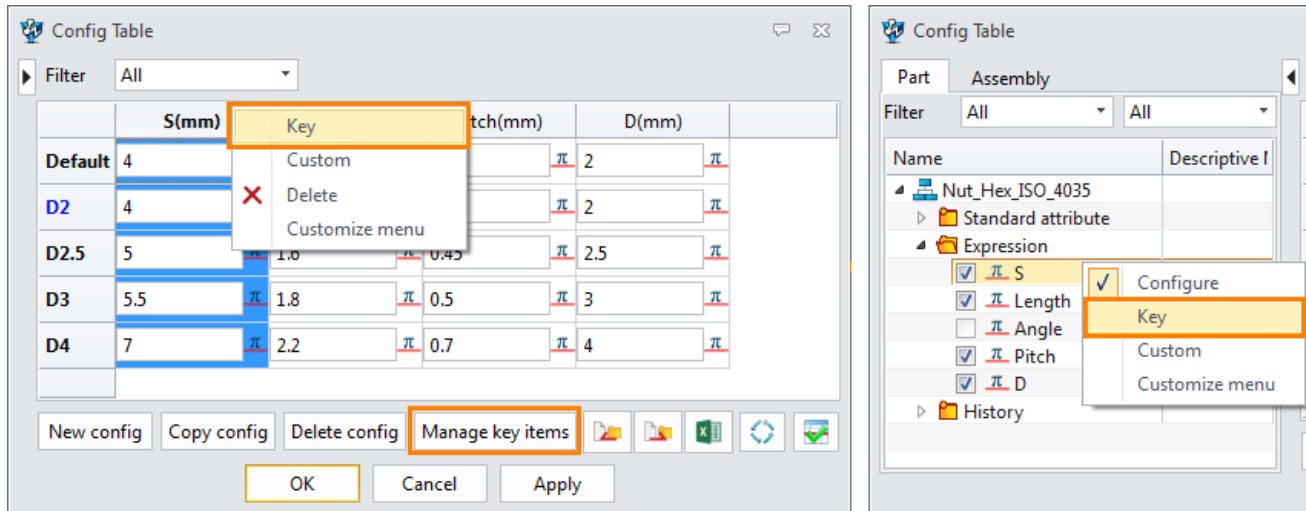 Config Table
Filter All
S(mm) tch(mm) D(mm)
Key
Custom
Delete
Customize menu
Default 4 π 2 π
D2 4 π 2 π
D2.5 5 π 1.6 π 0.45 π 2.5 π
D3 5.5 π 1.8 π 0.5 π 3 π
D4 7 π 2.2 π 0.7 π 4 π
New config Copy config Delete config Manage key items
OK Cancel Apply
Config Table
Part Assembly
Filter All All
Name Descriptive
Nut_Hex_ISO_4035
Standard attribute
Expression
π S
π Length
π Angle
π Pitch
π D
History
Configure
Key
Custom
Customize menu